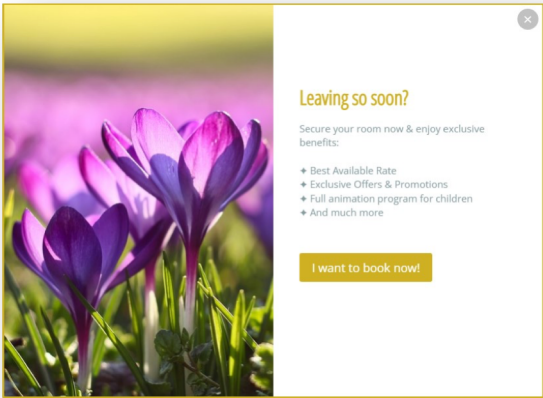 Leaving so soon?
Secure your room now & enjoy exclusive
benefits:
✦ Best Available Rate
✦ Exclusive Offers & Promotions
✦ Full animation program for children
✦ And much more
I want to book now!